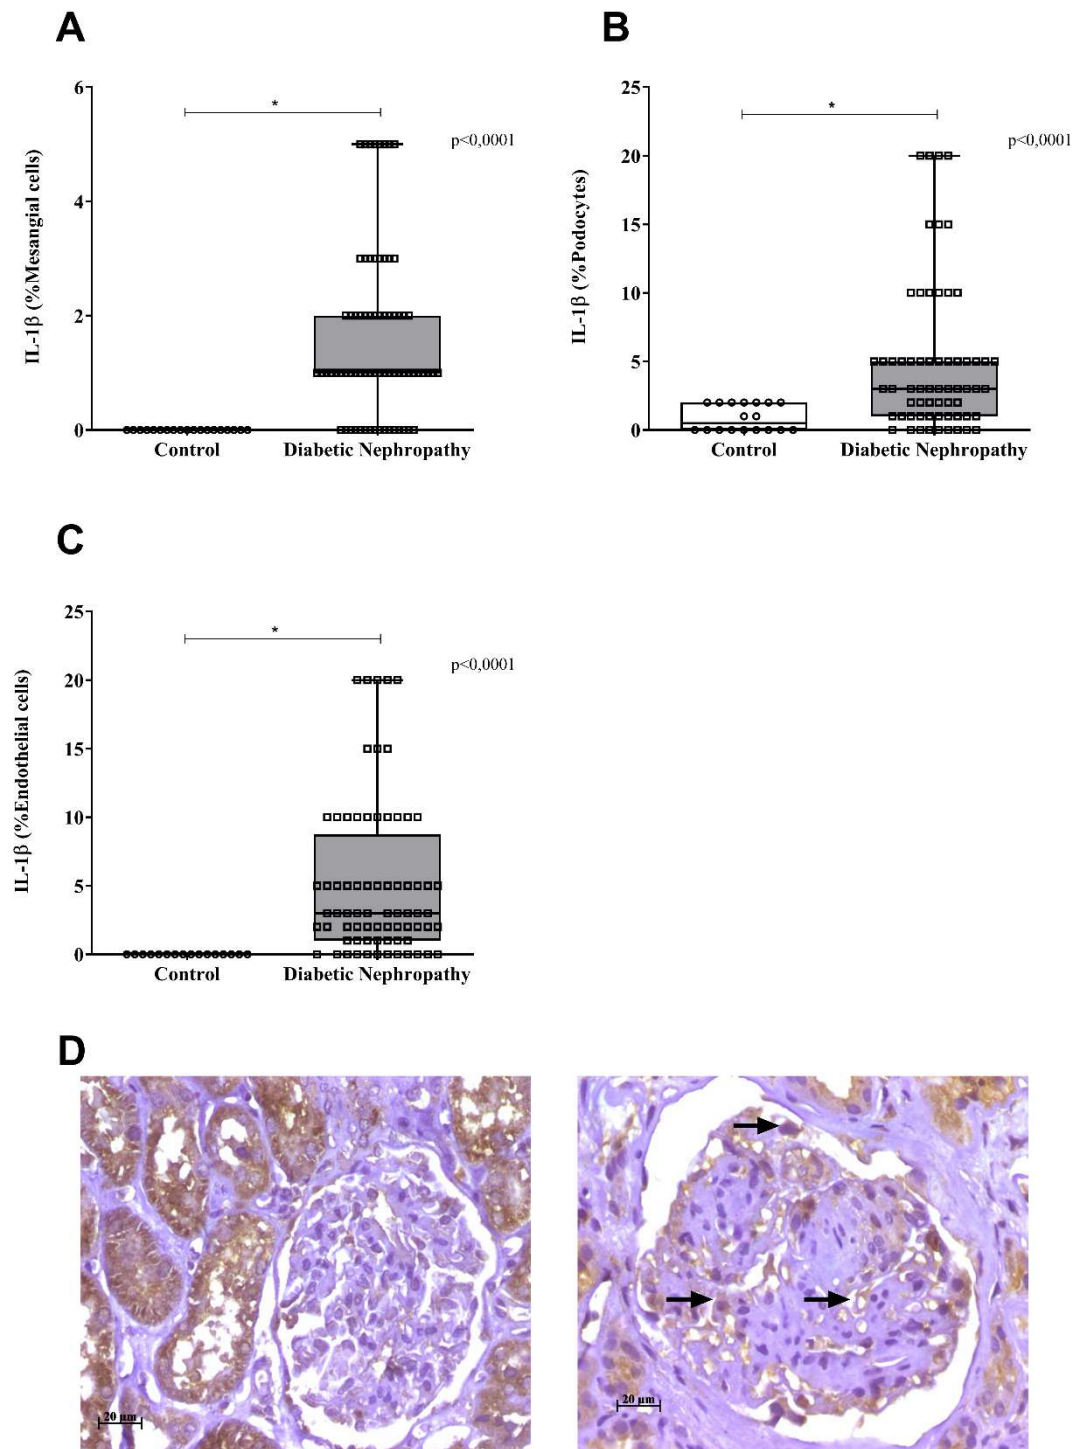 A
IL-1β (%Mesangial cells)
6
4
2
0
*
p<0,0001
Control
Diabetic Nephropathy
B
IL-1β (%Podocytes)
25
20
15
10
5
0
*
p<0,0001
Control
Diabetic Nephropathy
C
IL-1β (%Endothelial cells)
25
20
15
10
5
0
*
p<0,0001
Control
Diabetic Nephropathy
D
20 µm
20 µm